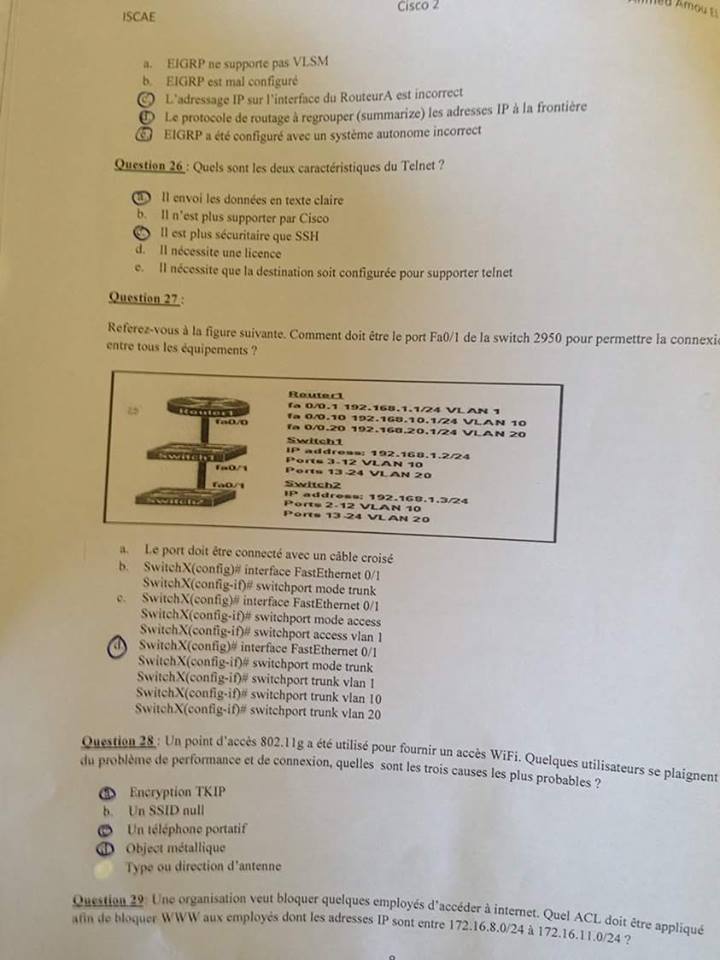 ISCAE
Cisco 2
Amou
a. EIGRP ne supporte pas VLSM
b. EIGRP est mal configuré
c. L'adressage IP sur l'interface du RouteurA est incorrect
d. Le protocole de routage à regrouper (summarize) les adresses IP à la frontière
e. EIGRP a été configuré avec un système autonome incorrect
Question 26 : Quels sont les deux caractéristiques du Telnet ?
a. Il envoi les données en texte claire
b. Il n'est plus supporter par Cisco
c. Il est plus sécuritaire que SSH
d. Il nécessite une licence
e. Il nécessite que la destination soit configurée pour supporter telnet
Question 27 :
Referez-vous à la figure suivante. Comment doit être le port Fa0/1 de la switch 2950 pour permettre la connexi
entre tous les équipements ?
Router1
fa0/0
Switch1
fa0/1
fa0/1
Switch2
Router1
fa 0/0.1 192.168.1.1/24 VLAN 1
fa 0/0.10 192.168.10.1/24 VLAN 10
fa 0/0.20 192.168.20.1/24 VLAN 20
Switch1
IP address: 192.168.1.2/24
Ports 3-12 VLAN 10
Ports 13-24 VLAN 20
Switch2
IP address: 192.168.1.3/24
Ports 2-12 VLAN 10
Ports 13-24 VLAN 20
a. Le port doit être connecté avec un câble croisé
b. SwitchX(config)# interface FastEthernet 0/1
SwitchX(config-if)# switchport mode trunk
c. SwitchX(config)# interface FastEthernet 0/1
SwitchX(config-if)# switchport mode access
SwitchX(config-if)# switchport access vlan 1
d. SwitchX(config)# interface FastEthernet 0/1
SwitchX(config-if)# switchport mode trunk
SwitchX(config-if)# switchport trunk vlan 1
SwitchX(config-if)# switchport trunk vlan 10
SwitchX(config-if)# switchport trunk vlan 20
Question 28 : Un point d'accès 802.11g a été utilisé pour fournir un accès WiFi. Quelques utilisateurs se plaignent
du problème de performance et de connexion, quelles sont les trois causes les plus probables ?
a. Encryption TKIP
b. Un SSID null
c. Un téléphone portatif
d. Object métallique
Type ou direction d'antenne
Question 29: Une organisation veut bloquer quelques employés d'accéder à internet. Quel ACL doit être appliqué
afin de bloquer WWW aux employés dont les adresses IP sont entre 172.16.8.0/24 à 172.16.11.0/24 ?